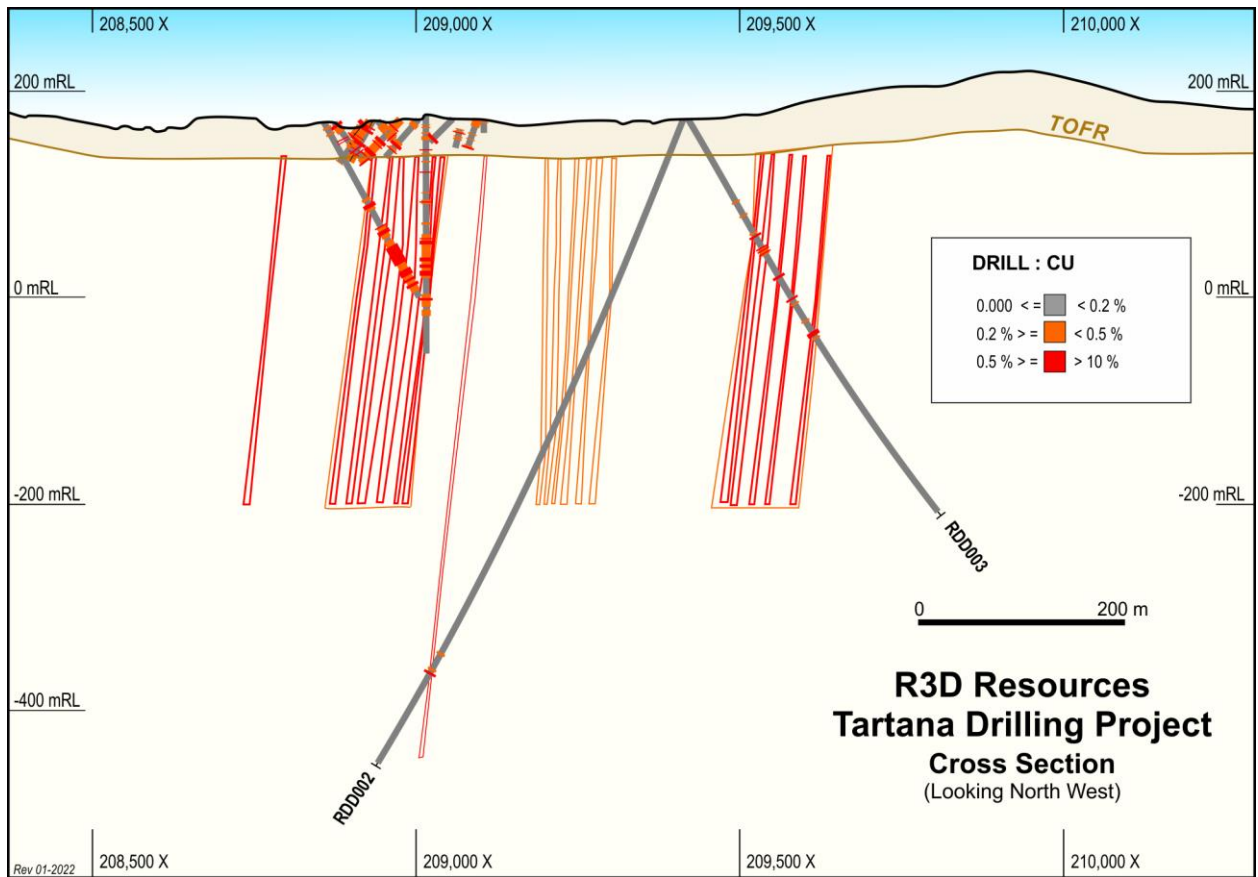 208,500 X
209,000 X
209,500 X
210,000 X
200 mRL
200 mRL
TOFR
DRILL : CU
0.000 < = < 0.2 %
0.2 % > = < 0.5 %
0.5 % > = > 10 %
0 mRL
0 mRL
-200 mRL
-200 mRL
RDD003
0 200 m
R3D Resources
Tartana Drilling Project
Cross Section
(Looking North West)
-400 mRL
RDD002
Rev 01-2022
208,500 X
209,000 X
209,500 X
210,000 X